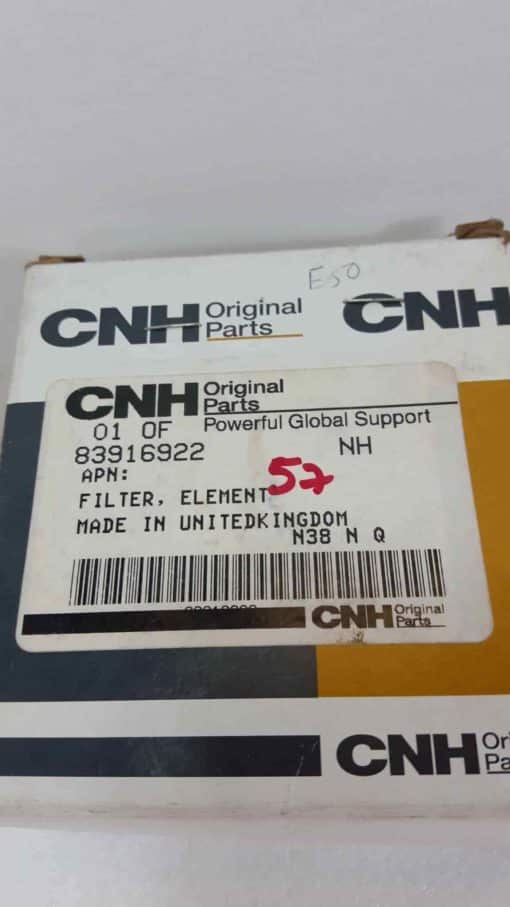 E50
CNH Original Parts
CNH
CNH Original Parts
Powerful Global Support
01 OF
83916922
NH
APN:
57
FILTER, ELEMENT
MADE IN UNITEDKINGDOM
N38 N Q
CNH Original Parts
CNH